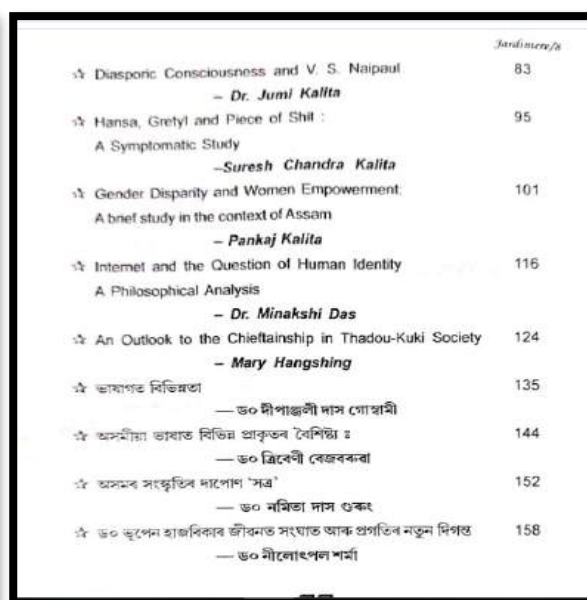 Jardinere/8
☆ Diasporic Consciousness and V. S. Naipaul 83
– Dr. Jumi Kalita
☆ Hansa, Gretyl and Piece of Shit : 95
A Symptomatic Study
–Suresh Chandra Kalita
☆ Gender Disparity and Women Empowerment: 101
A brief study in the context of Assam
– Pankaj Kalita
☆ Internet and the Question of Human Identity 116
A Philosophical Analysis
– Dr. Minakshi Das
☆ An Outlook to the Chieftainship in Thadou-Kuki Society 124
– Mary Hangshing
☆ ভাষাগত বিভিন্নতা 135
— ড০ দীপাঞ্জলী দাস গোস্বামী
☆ অসমীয়া ভাষাত বিভিন্ন প্ৰাকৃতৰ বৈশিষ্ট্য ঃ 144
— ড০ ত্ৰিবেণী বেজবৰুৱা
☆ অসমৰ সংস্কৃতিৰ দাপোণ ‘সত্ৰ’ 152
— ড০ নমিতা দাস গুৰুং
☆ ড০ ভূপেন হাজৰিকাৰ জীৱনত সংঘাত আৰু প্ৰগতিৰ নতুন দিগন্ত 158
— ড০ নীলোৎপল শৰ্মা